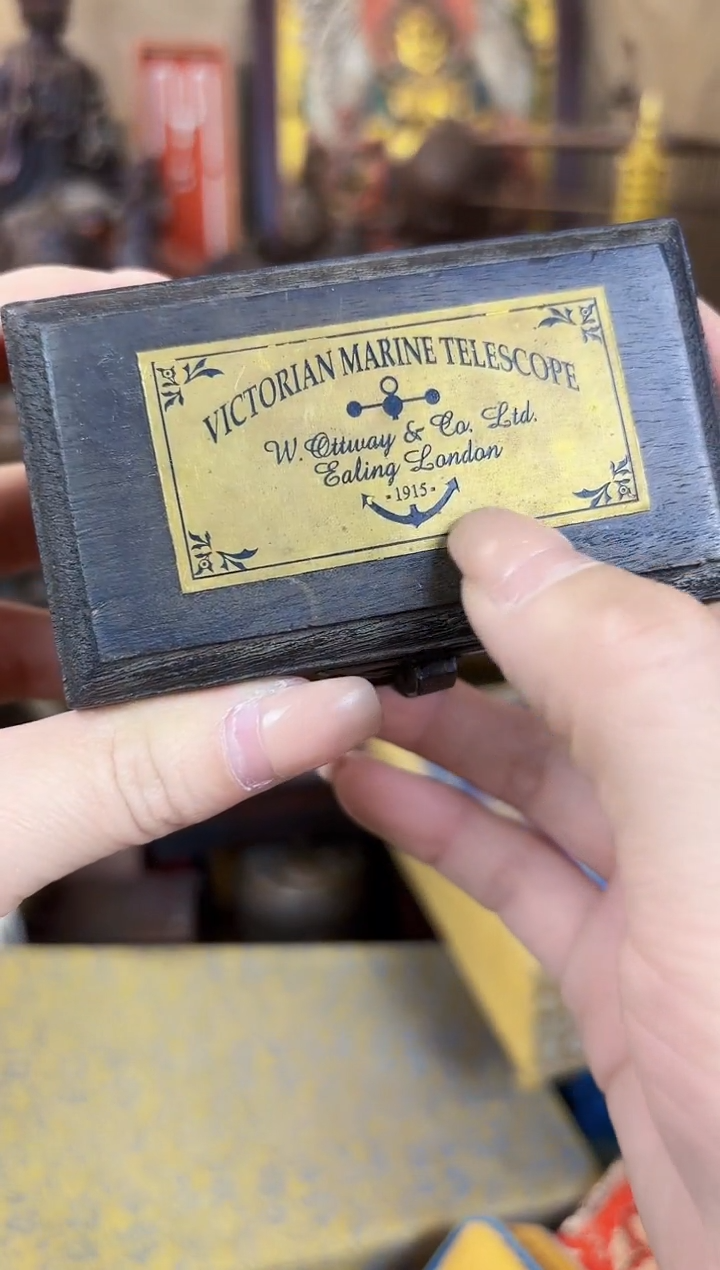 VICTORIAN MARINE TELESCOPE
W. Ottway & Co. Ltd.
Ealing London
· 1915 ·